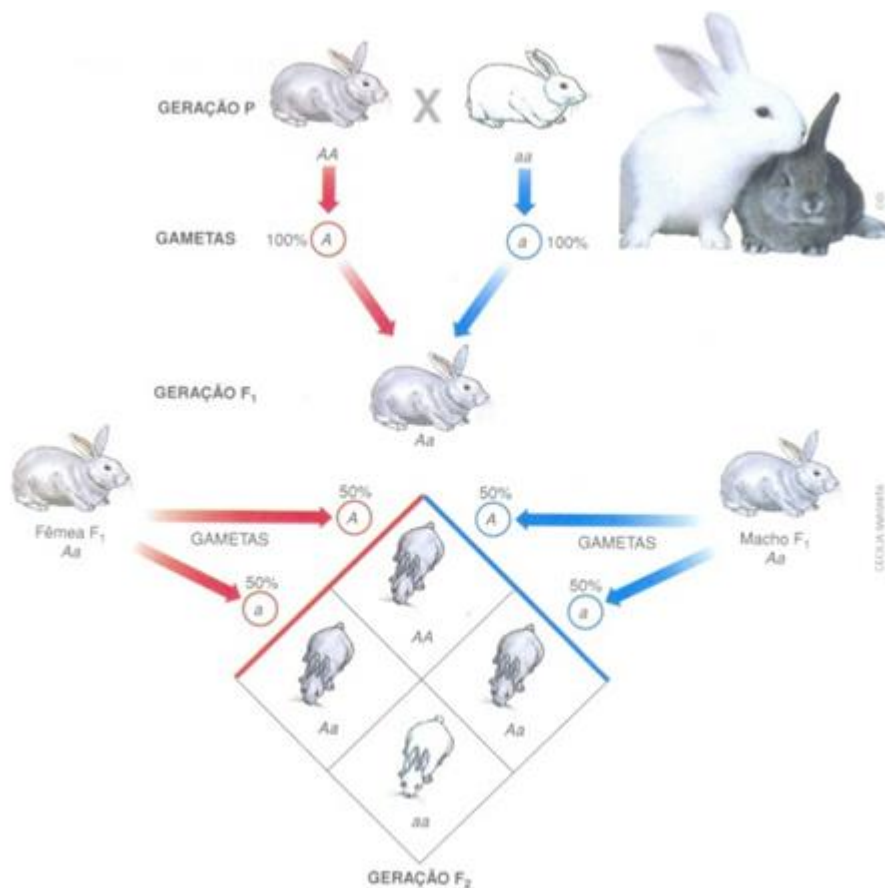 GERAÇÃO P
X
AA
aa
GAMETAS
100% A
a 100%
GERAÇÃO F₁
Aa
Fêmea F₁
Aa
50%
A
GAMETAS
50%
a
50%
A
GAMETAS
50%
a
Macho F₁
Aa
AA
Aa
Aa
aa
GERAÇÃO F₂